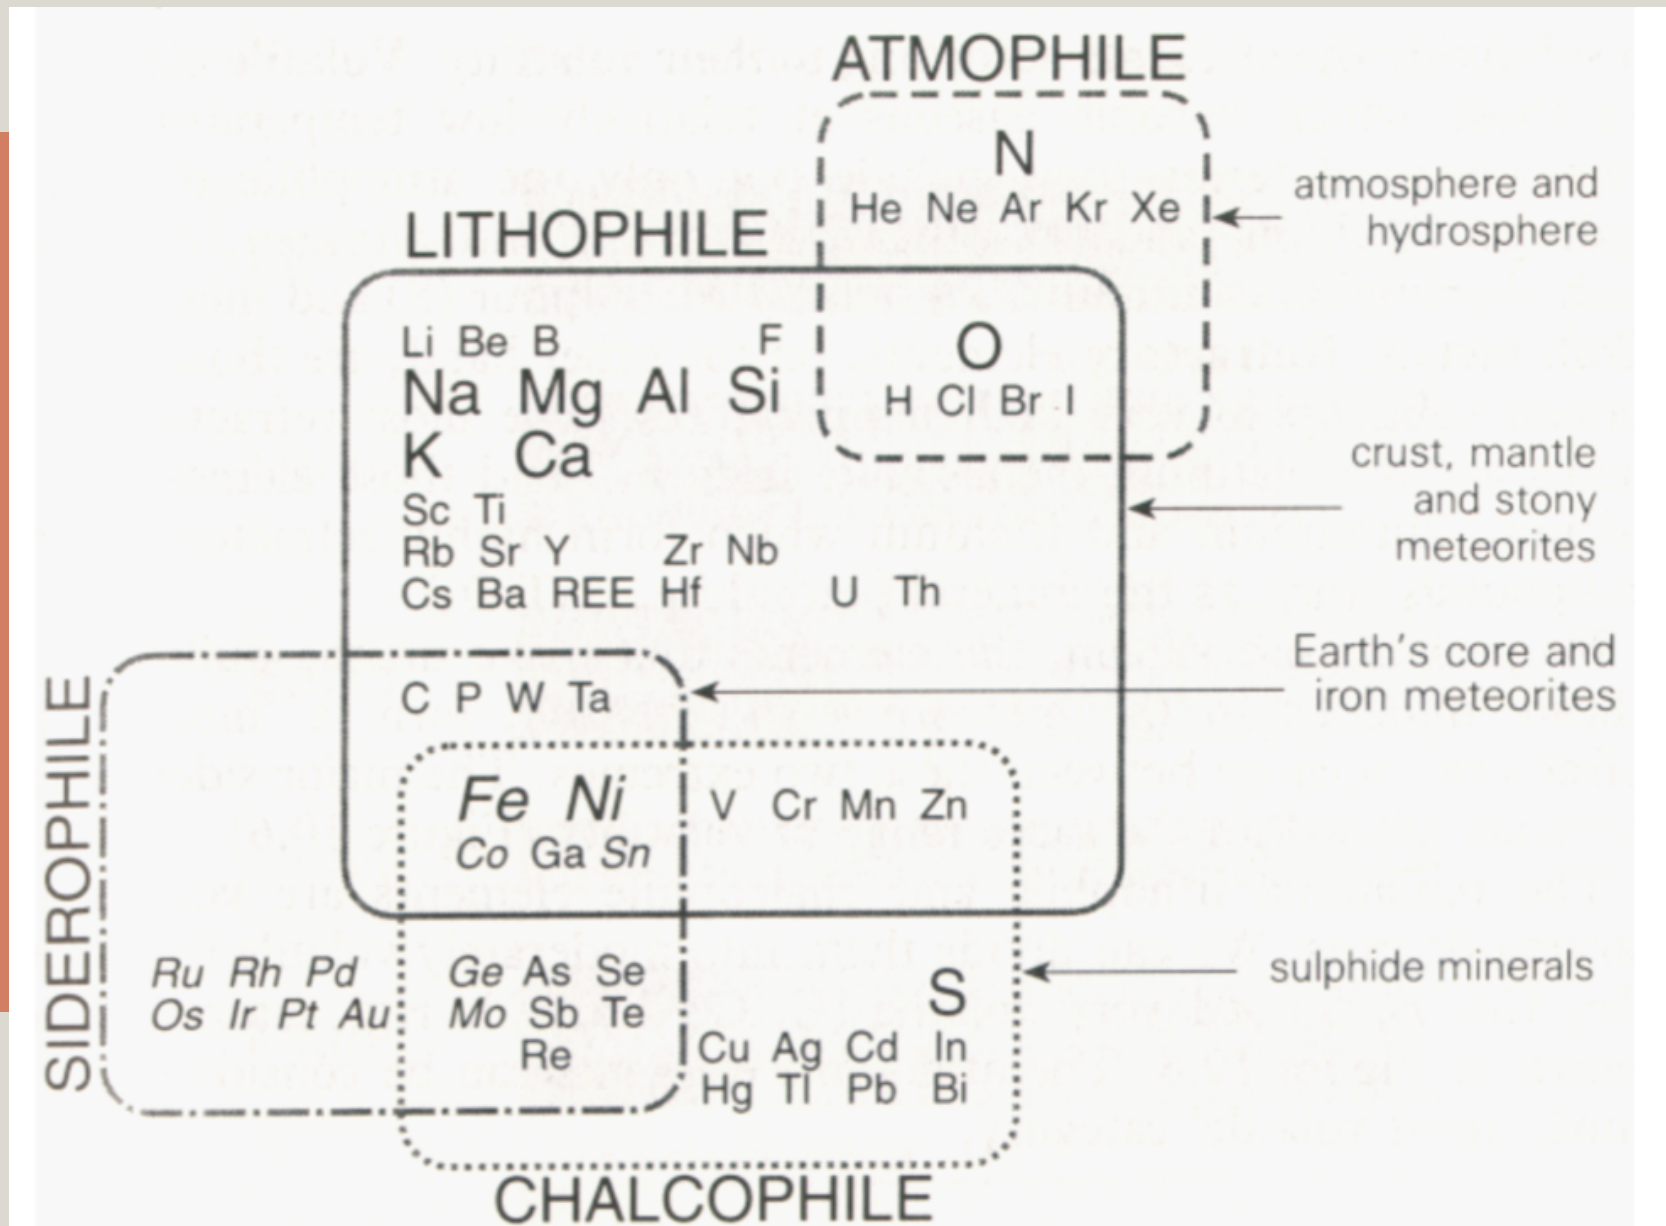 ATMOPHILE
N
He Ne Ar Kr Xe
atmosphere and
hydrosphere
LITHOPHILE
Li Be B F
O
Na Mg Al Si
H Cl Br I
K Ca
crust, mantle
and stony
meteorites
Sc Ti
Rb Sr Y Zr Nb
Cs Ba REE Hf U Th
Earth's core and
iron meteorites
SIDEROPHILE
C P W Ta
Fe Ni V Cr Mn Zn
Co Ga Sn
Ru Rh Pd Ge As Se
S
sulphide minerals
Os Ir Pt Au Mo Sb Te
Re Cu Ag Cd In
Hg Tl Pb Bi
CHALCOPHILE